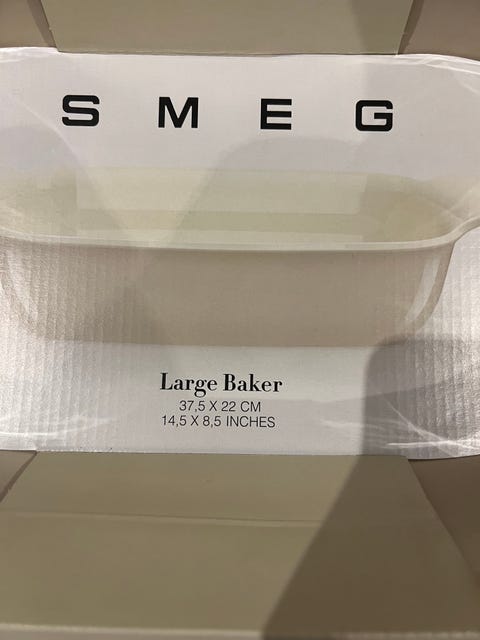 SMEG
Large Baker
37,5 X 22 CM
14,5 X 8,5 INCHES